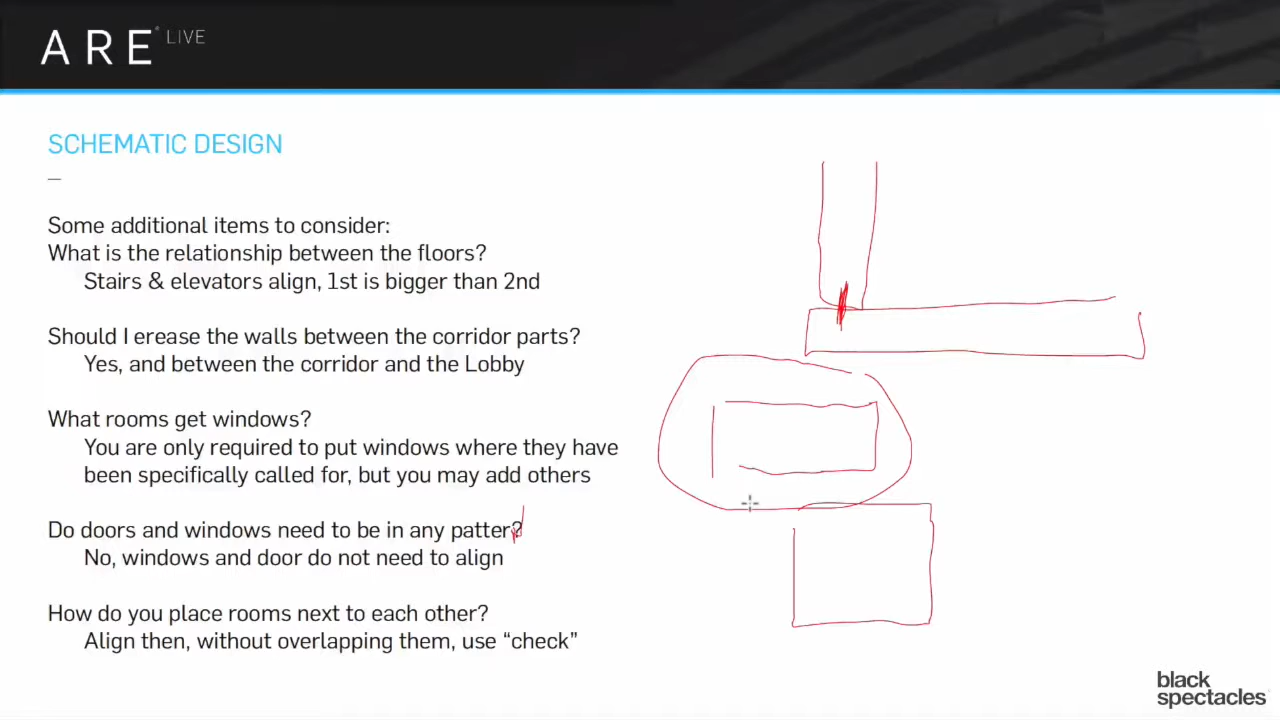 ARE® LIVE
SCHEMATIC DESIGN
Some additional items to consider:
What is the relationship between the floors?
Stairs & elevators align, 1st is bigger than 2nd
Should I erease the walls between the corridor parts?
Yes, and between the corridor and the Lobby
What rooms get windows?
You are only required to put windows where they have
been specifically called for, but you may add others
Do doors and windows need to be in any patter?
No, windows and door do not need to align
How do you place rooms next to each other?
Align then, without overlapping them, use “check”
black
spectacles